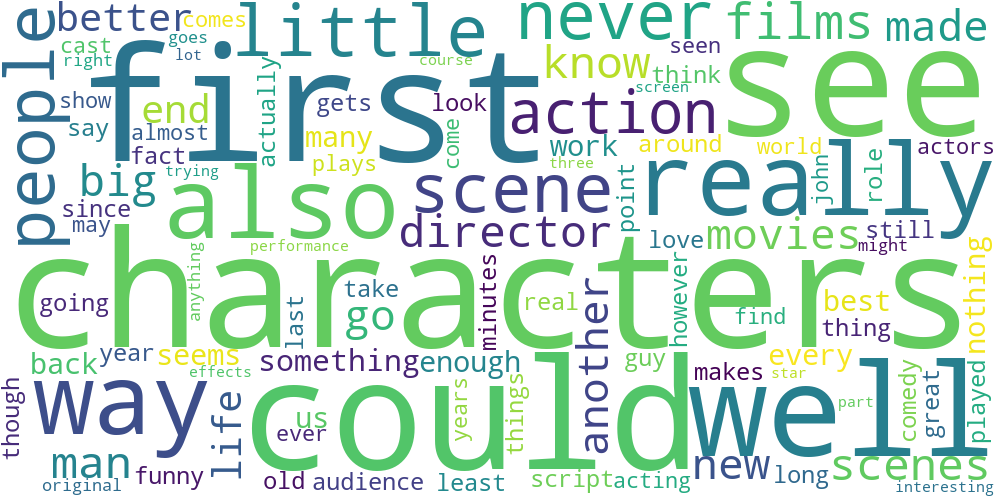 better
comes
little
never
films
made
people
cast
goes
right
lot
first
course
know
seen
think
screen
see
show
say
end
almost
actually
gets
many
look
come
action
work
around
world
actors
fact
trying
plays
three
big
also
scene
really
point
john
role
since
may
director
love
movies
still
might
characters
anything
performance
going
take
go
last
minutes
real
another
however
find
best
thing
nothing
back
year
seems
effects
something
enough
guy
makes
every
star
though
way
life
could
us
ever
years
things
well
part
comedy
great
played
man
original
funny
old
audience
least
script
acting
new
long
scenes
interesting